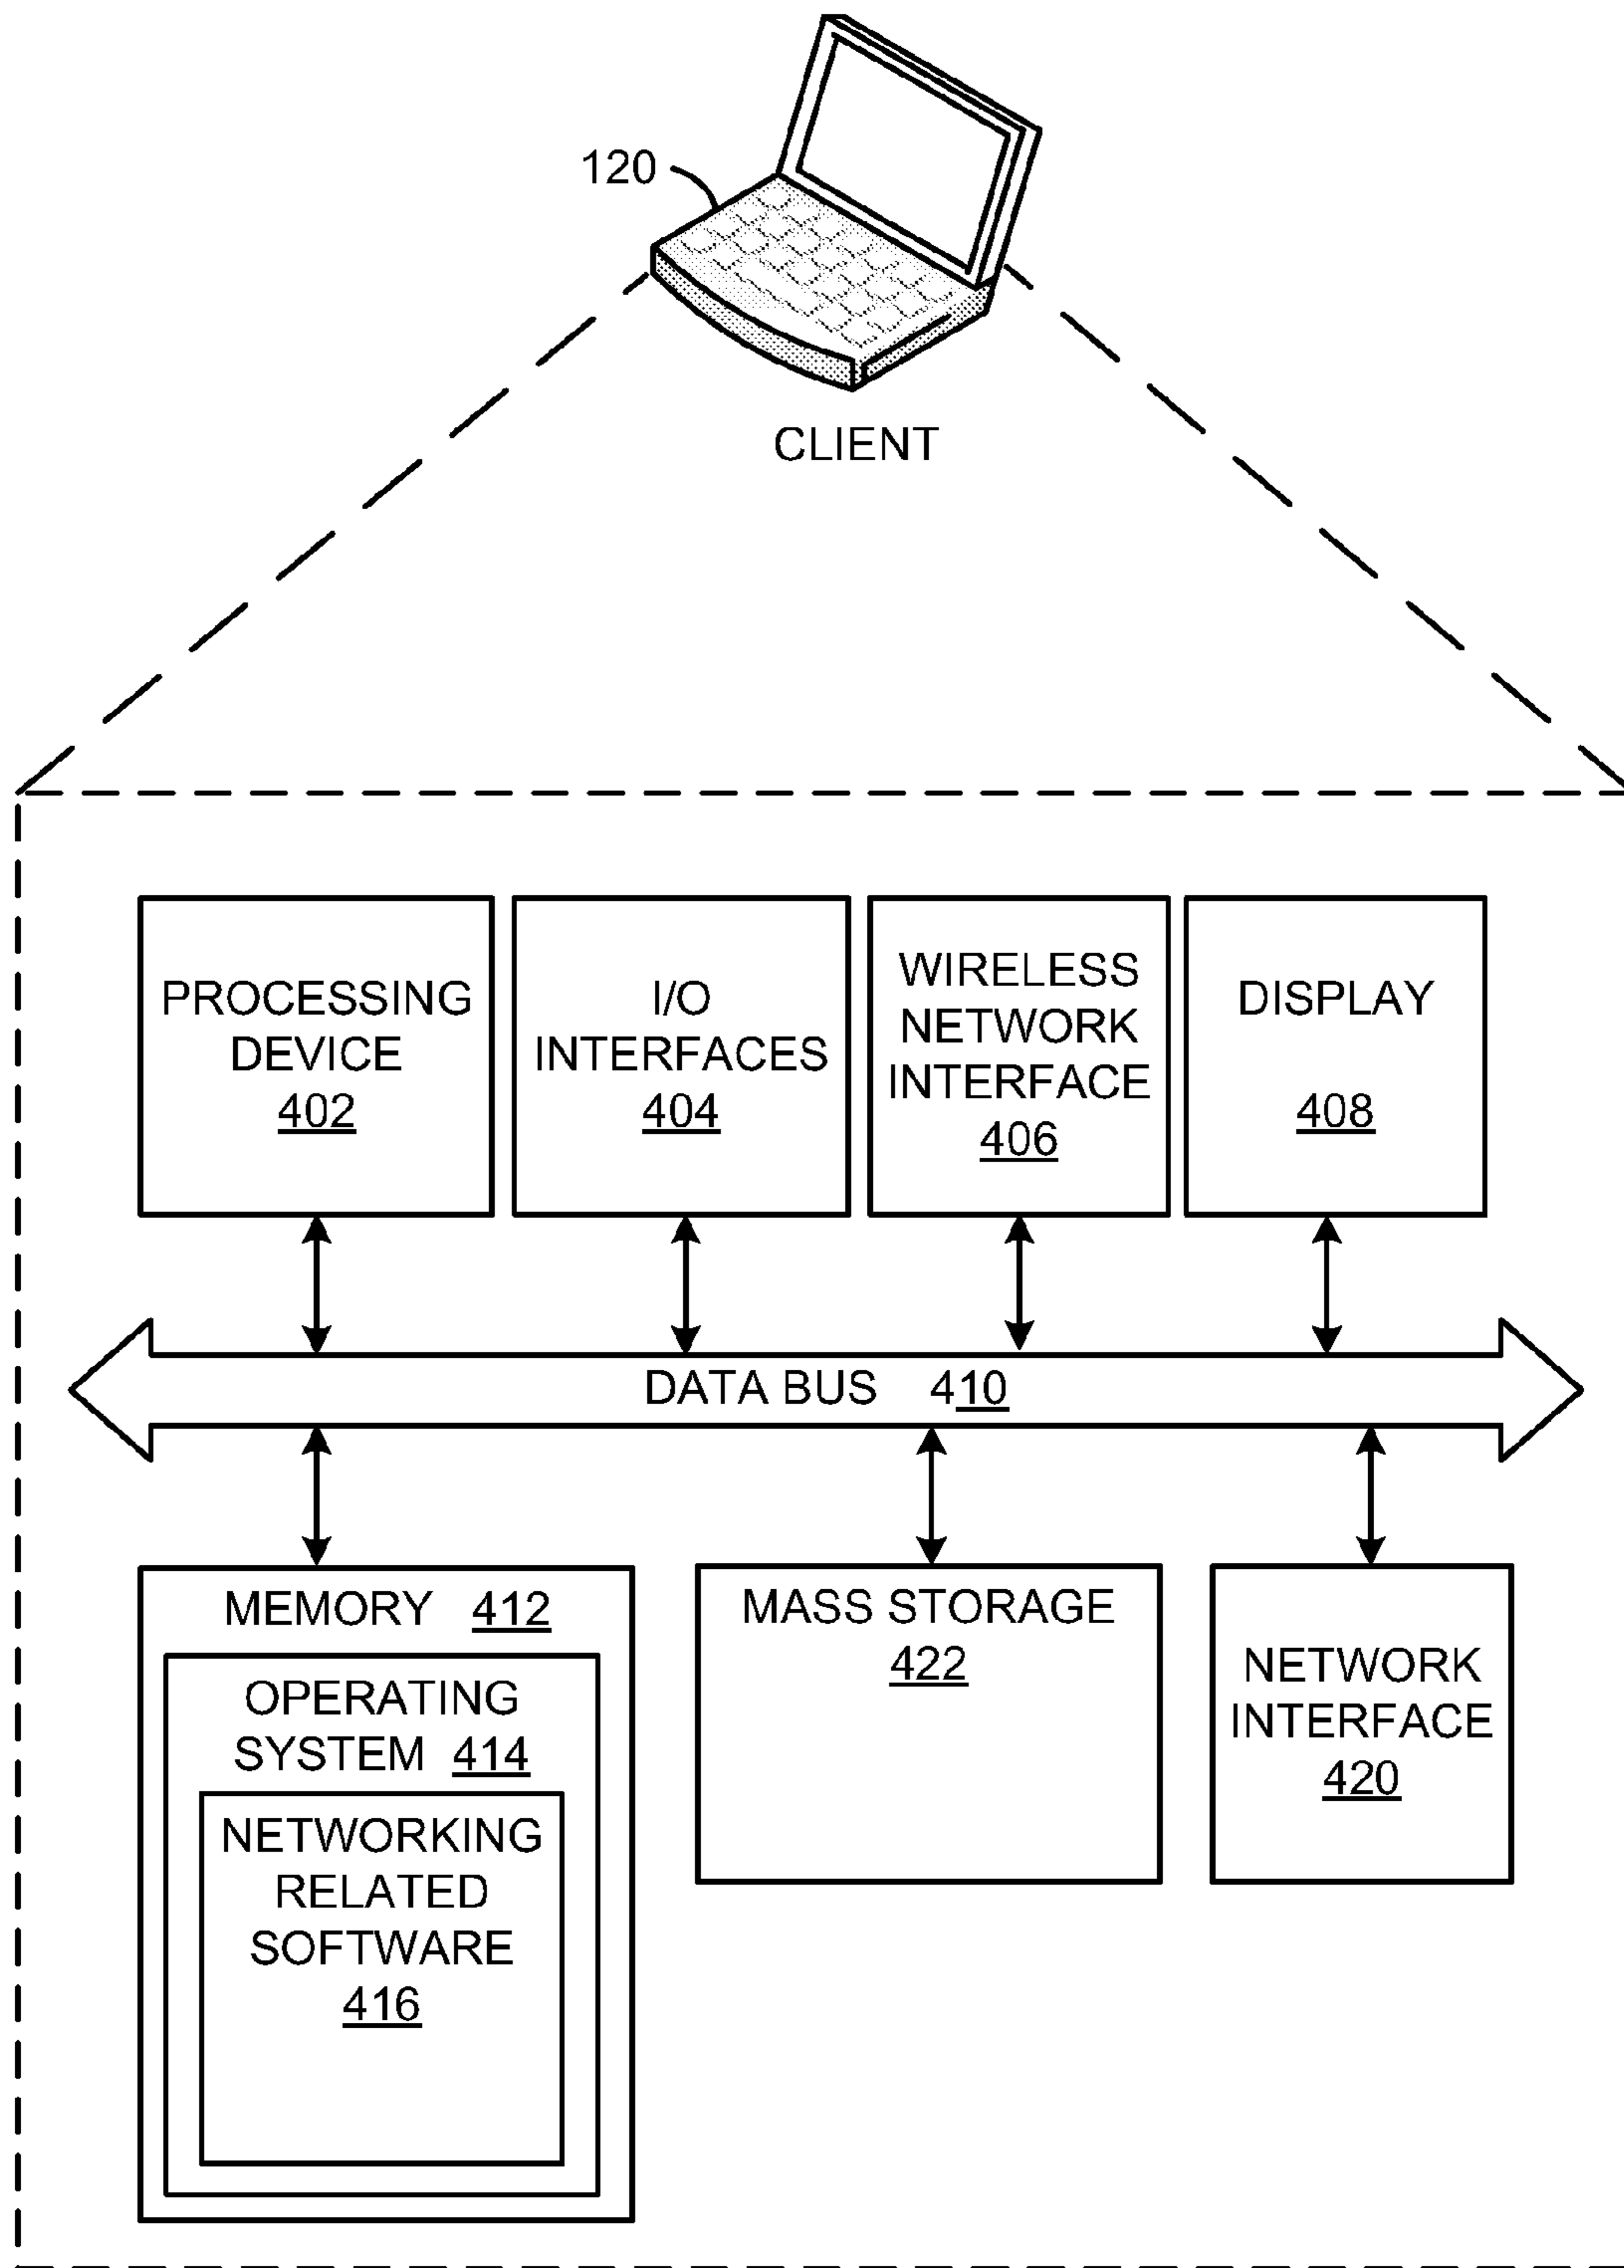 120
CLIENT
PROCESSING
DEVICE
402
I/O
INTERFACES
404
WIRELESS
NETWORK
INTERFACE
406
DISPLAY
408
DATA BUS 410
MEMORY 412
OPERATING
SYSTEM 414
NETWORKING
RELATED
SOFTWARE
416
MASS STORAGE
422
NETWORK
INTERFACE
420